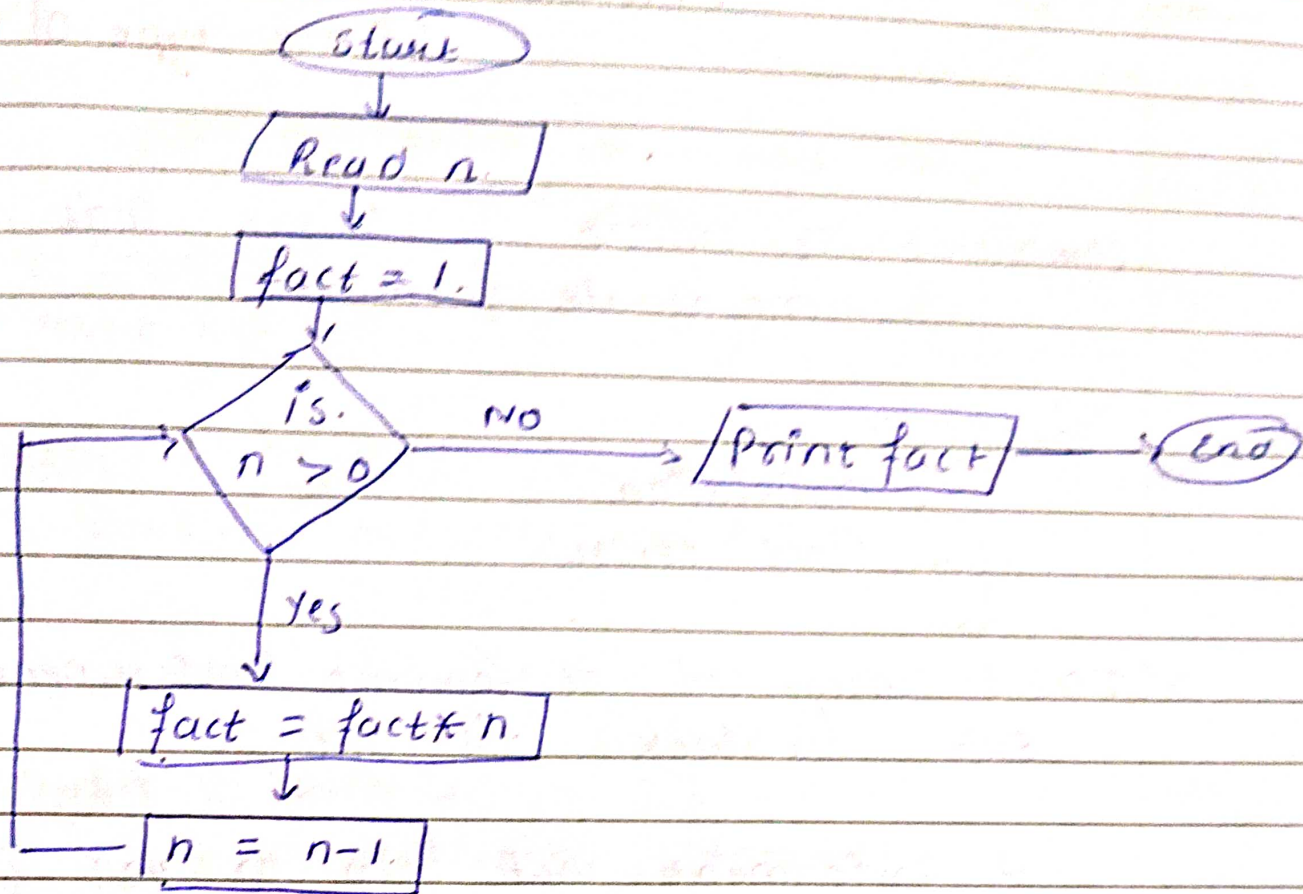 Start
Read n
fact = 1.
is.
n > 0
NO
Print fact
End
Yes
fact = fact * n.
n = n-1.